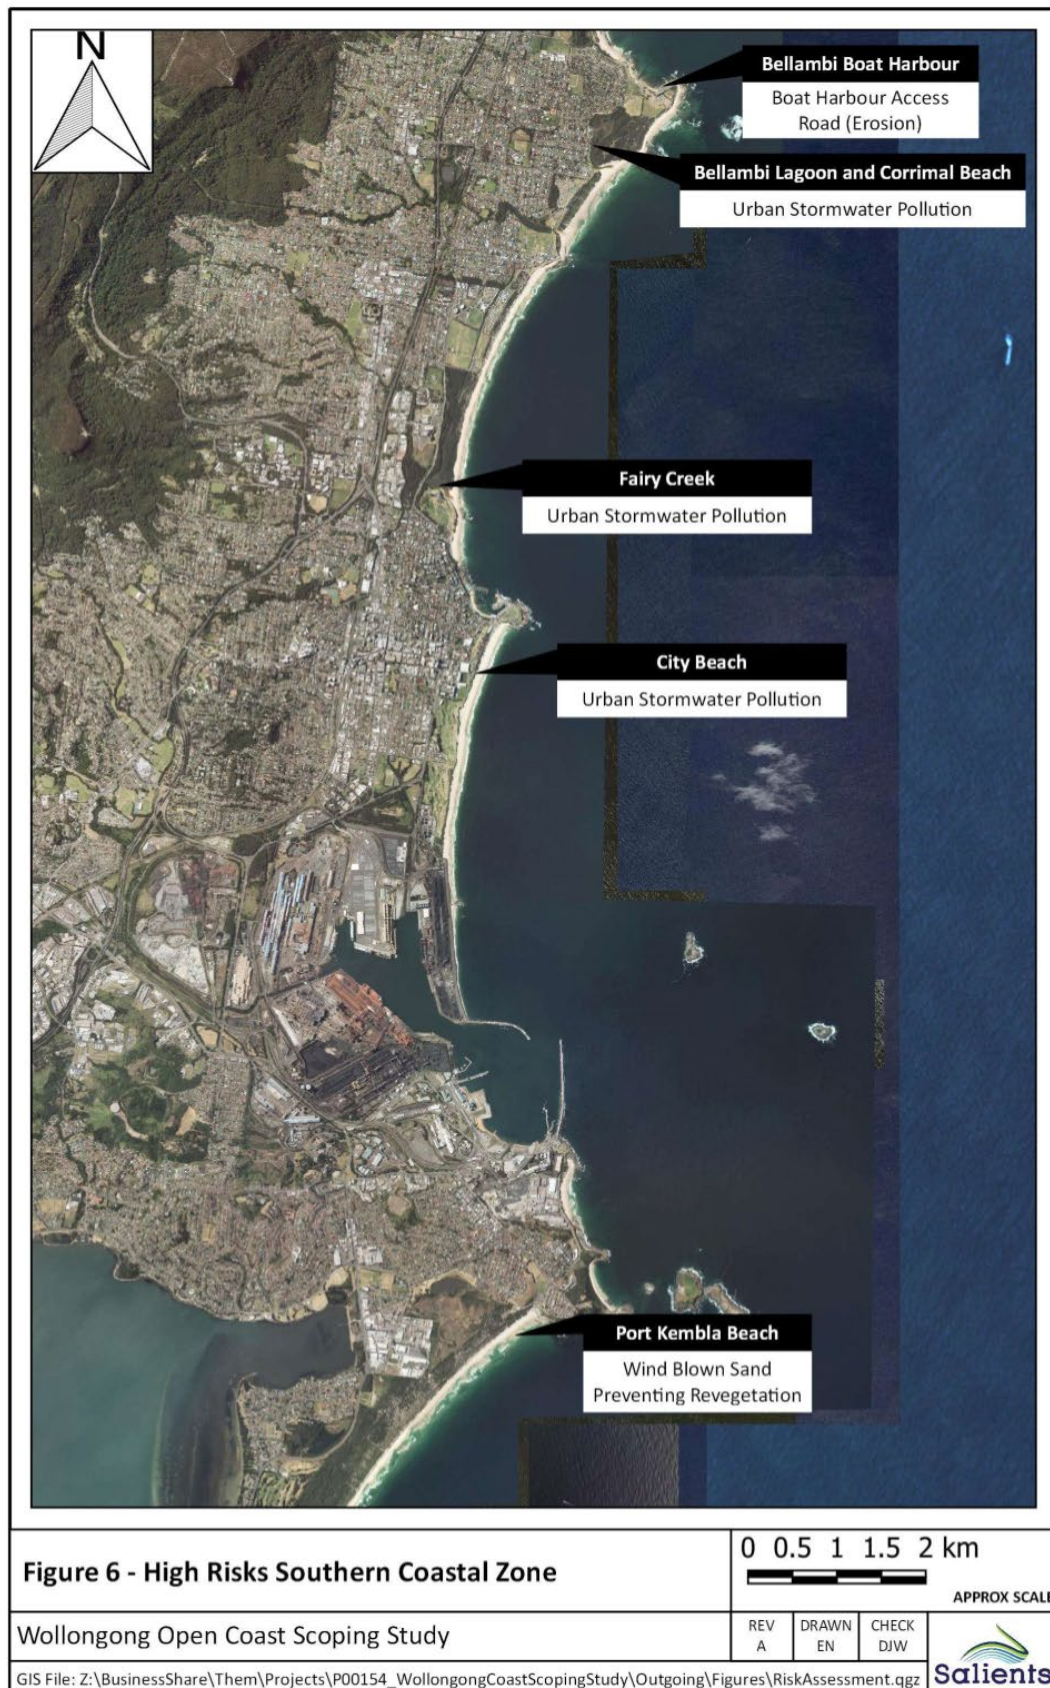 N
Bellambi Boat Harbour
Boat Harbour Access
Road (Erosion)
Bellambi Lagoon and Corrimal Beach
Urban Stormwater Pollution
Fairy Creek
Urban Stormwater Pollution
City Beach
Urban Stormwater Pollution
Port Kembla Beach
Wind Blown Sand
Preventing Revegetation
Figure 6 - High Risks Southern Coastal Zone
0 0.5 1 1.5 2 km
APPROX SCALE
Wollongong Open Coast Scoping Study
REV
A
DRAWN
EN
CHECK
DJW
Salients
GIS File: Z:\BusinessShare\Them\Projects\P00154_WollongongCoastScopingStudy\Outgoing\Figures\RiskAssessment.qgz